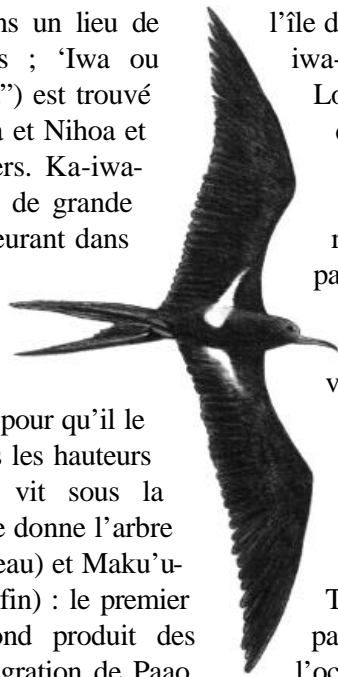 ns un lieu de
s ; ‘Iwa ou
”) est trouvé
a et Nihoa et
ers. Ka-iwa-
de grande
eurant dans
pour qu’il le
s les hauteurs
vit sous la
e donne l’arbre
eau) et Maku’u-
fin) : le premier
ond produit des
gration de Paao
l’île d
iwa-
Lo
pa
v
T
pa
l’oc